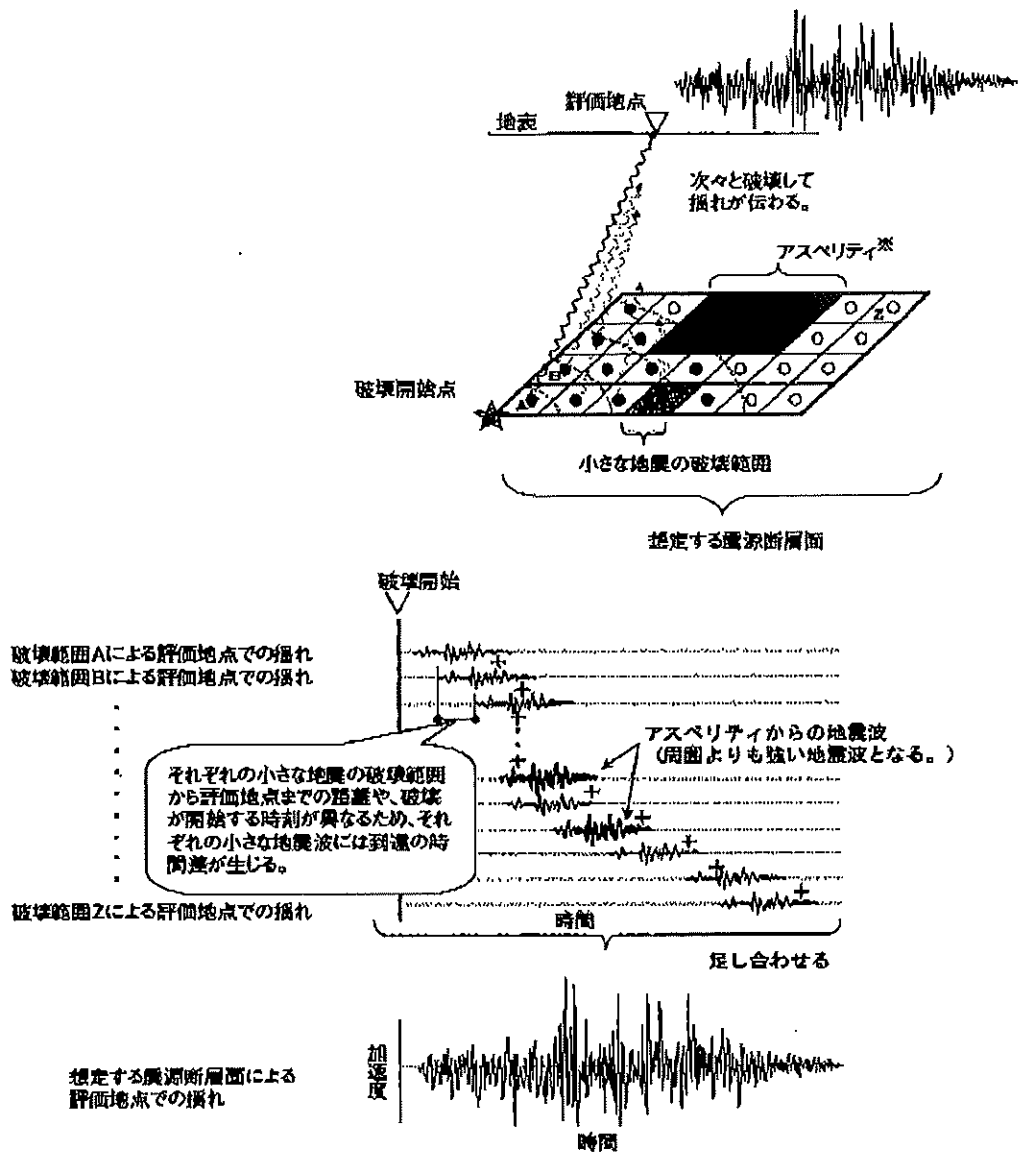 評価地点
地表
次々と破壊して
揺れが伝わる。
アスペリティ※
Z
B
A
破壊開始点
小さな地震の破壊範囲
想定する震源断層面
破壊開始
破壊範囲Aによる評価地点での揺れ
破壊範囲Bによる評価地点での揺れ
アスペリティからの地震波
(周囲よりも強い地震波となる。)
それぞれの小さな地震の破壊範囲
から評価地点までの距離や、破壊
が開始する時刻が異なるため、それ
ぞれの小さな地震波には到達の時
間差が生じる。
破壊範囲Zによる評価地点での揺れ
時間
足し合わせる
加速度
想定する震源断層面による
評価地点での揺れ
時間